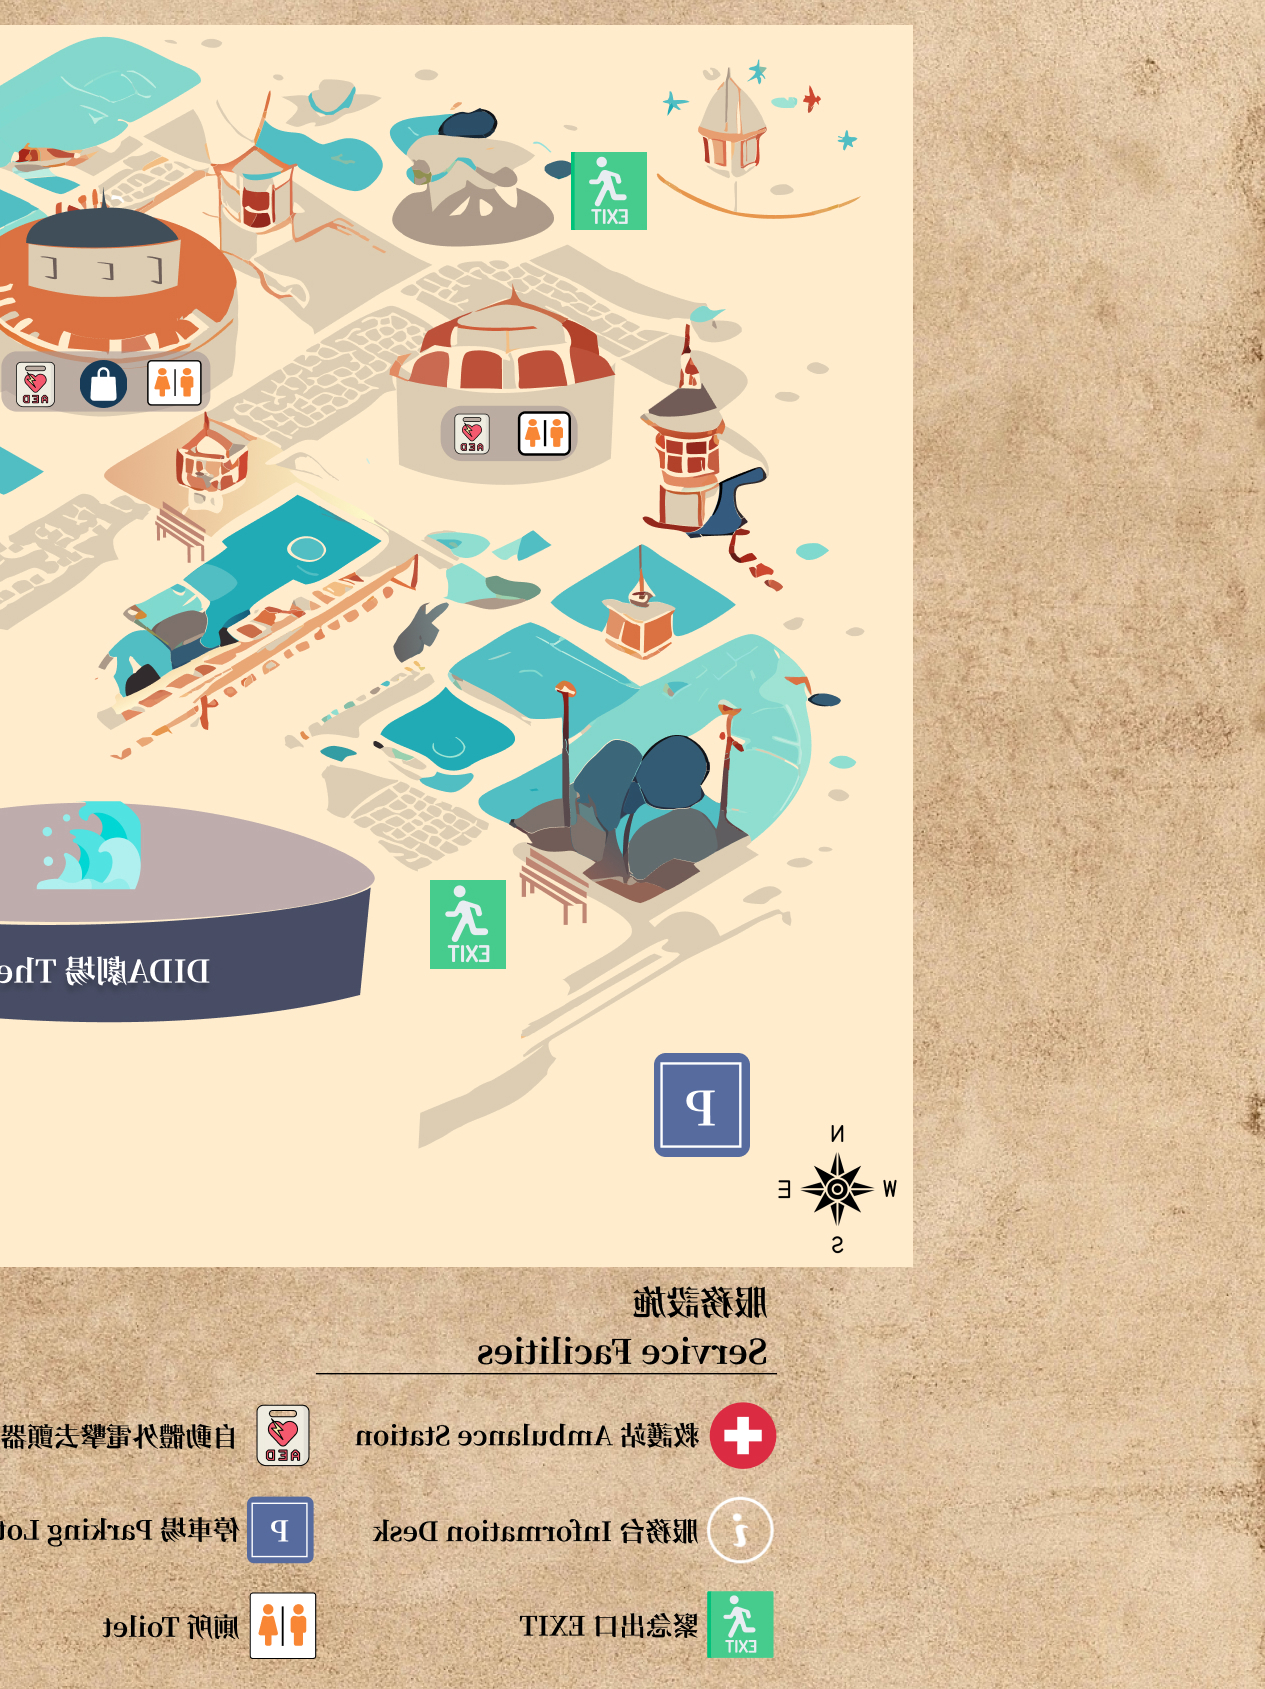 EXIT
AED
AED
EXIT
DIDA劇場 The
P
N
W
E
S
服務設施
Service Facilities
救護站 Ambulance Station
AED
自動體外電擊去顫器
i
服務台 Information Desk
P
停車場 Parking Lot
EXIT
緊急出口 EXIT
廁所 Toilet